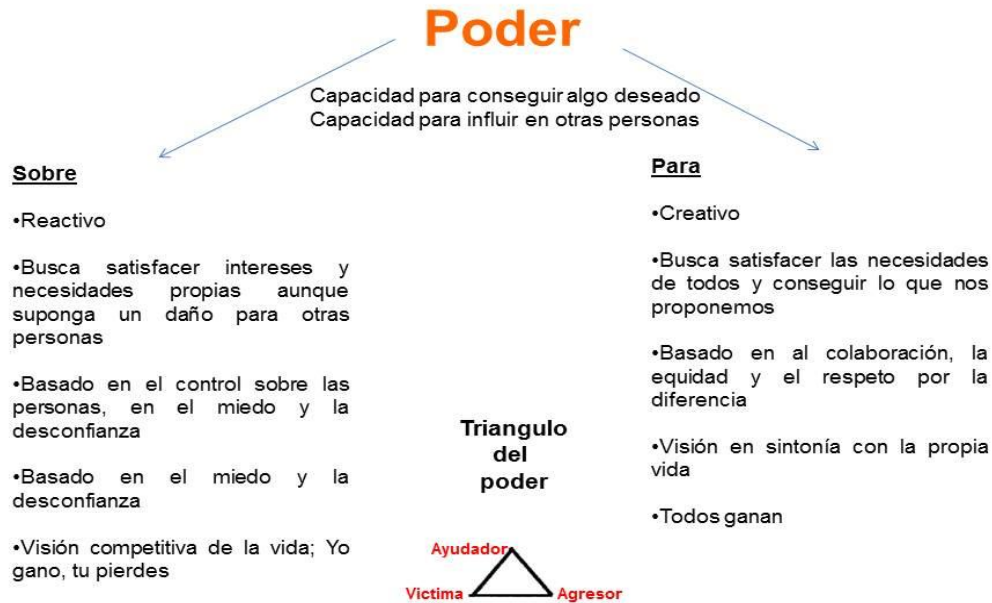 Poder
Capacidad para conseguir algo deseado
Capacidad para influir en otras personas
Sobre
•Reactivo
•Busca satisfacer intereses y
necesidades propias aunque
suponga un daño para otras
personas
•Basado en el control sobre las
personas, en el miedo y la
desconfianza
•Basado en el miedo y la
desconfianza
•Visión competitiva de la vida; Yo
gano, tu pierdes
Para
•Creativo
•Busca satisfacer las necesidades
de todos y conseguir lo que nos
proponemos
•Basado en al colaboración, la
equidad y el respeto por la
diferencia
•Visión en sintonía con la propia
vida
•Todos ganan
Triangulo
del
poder
Ayudador
Victima
Agresor